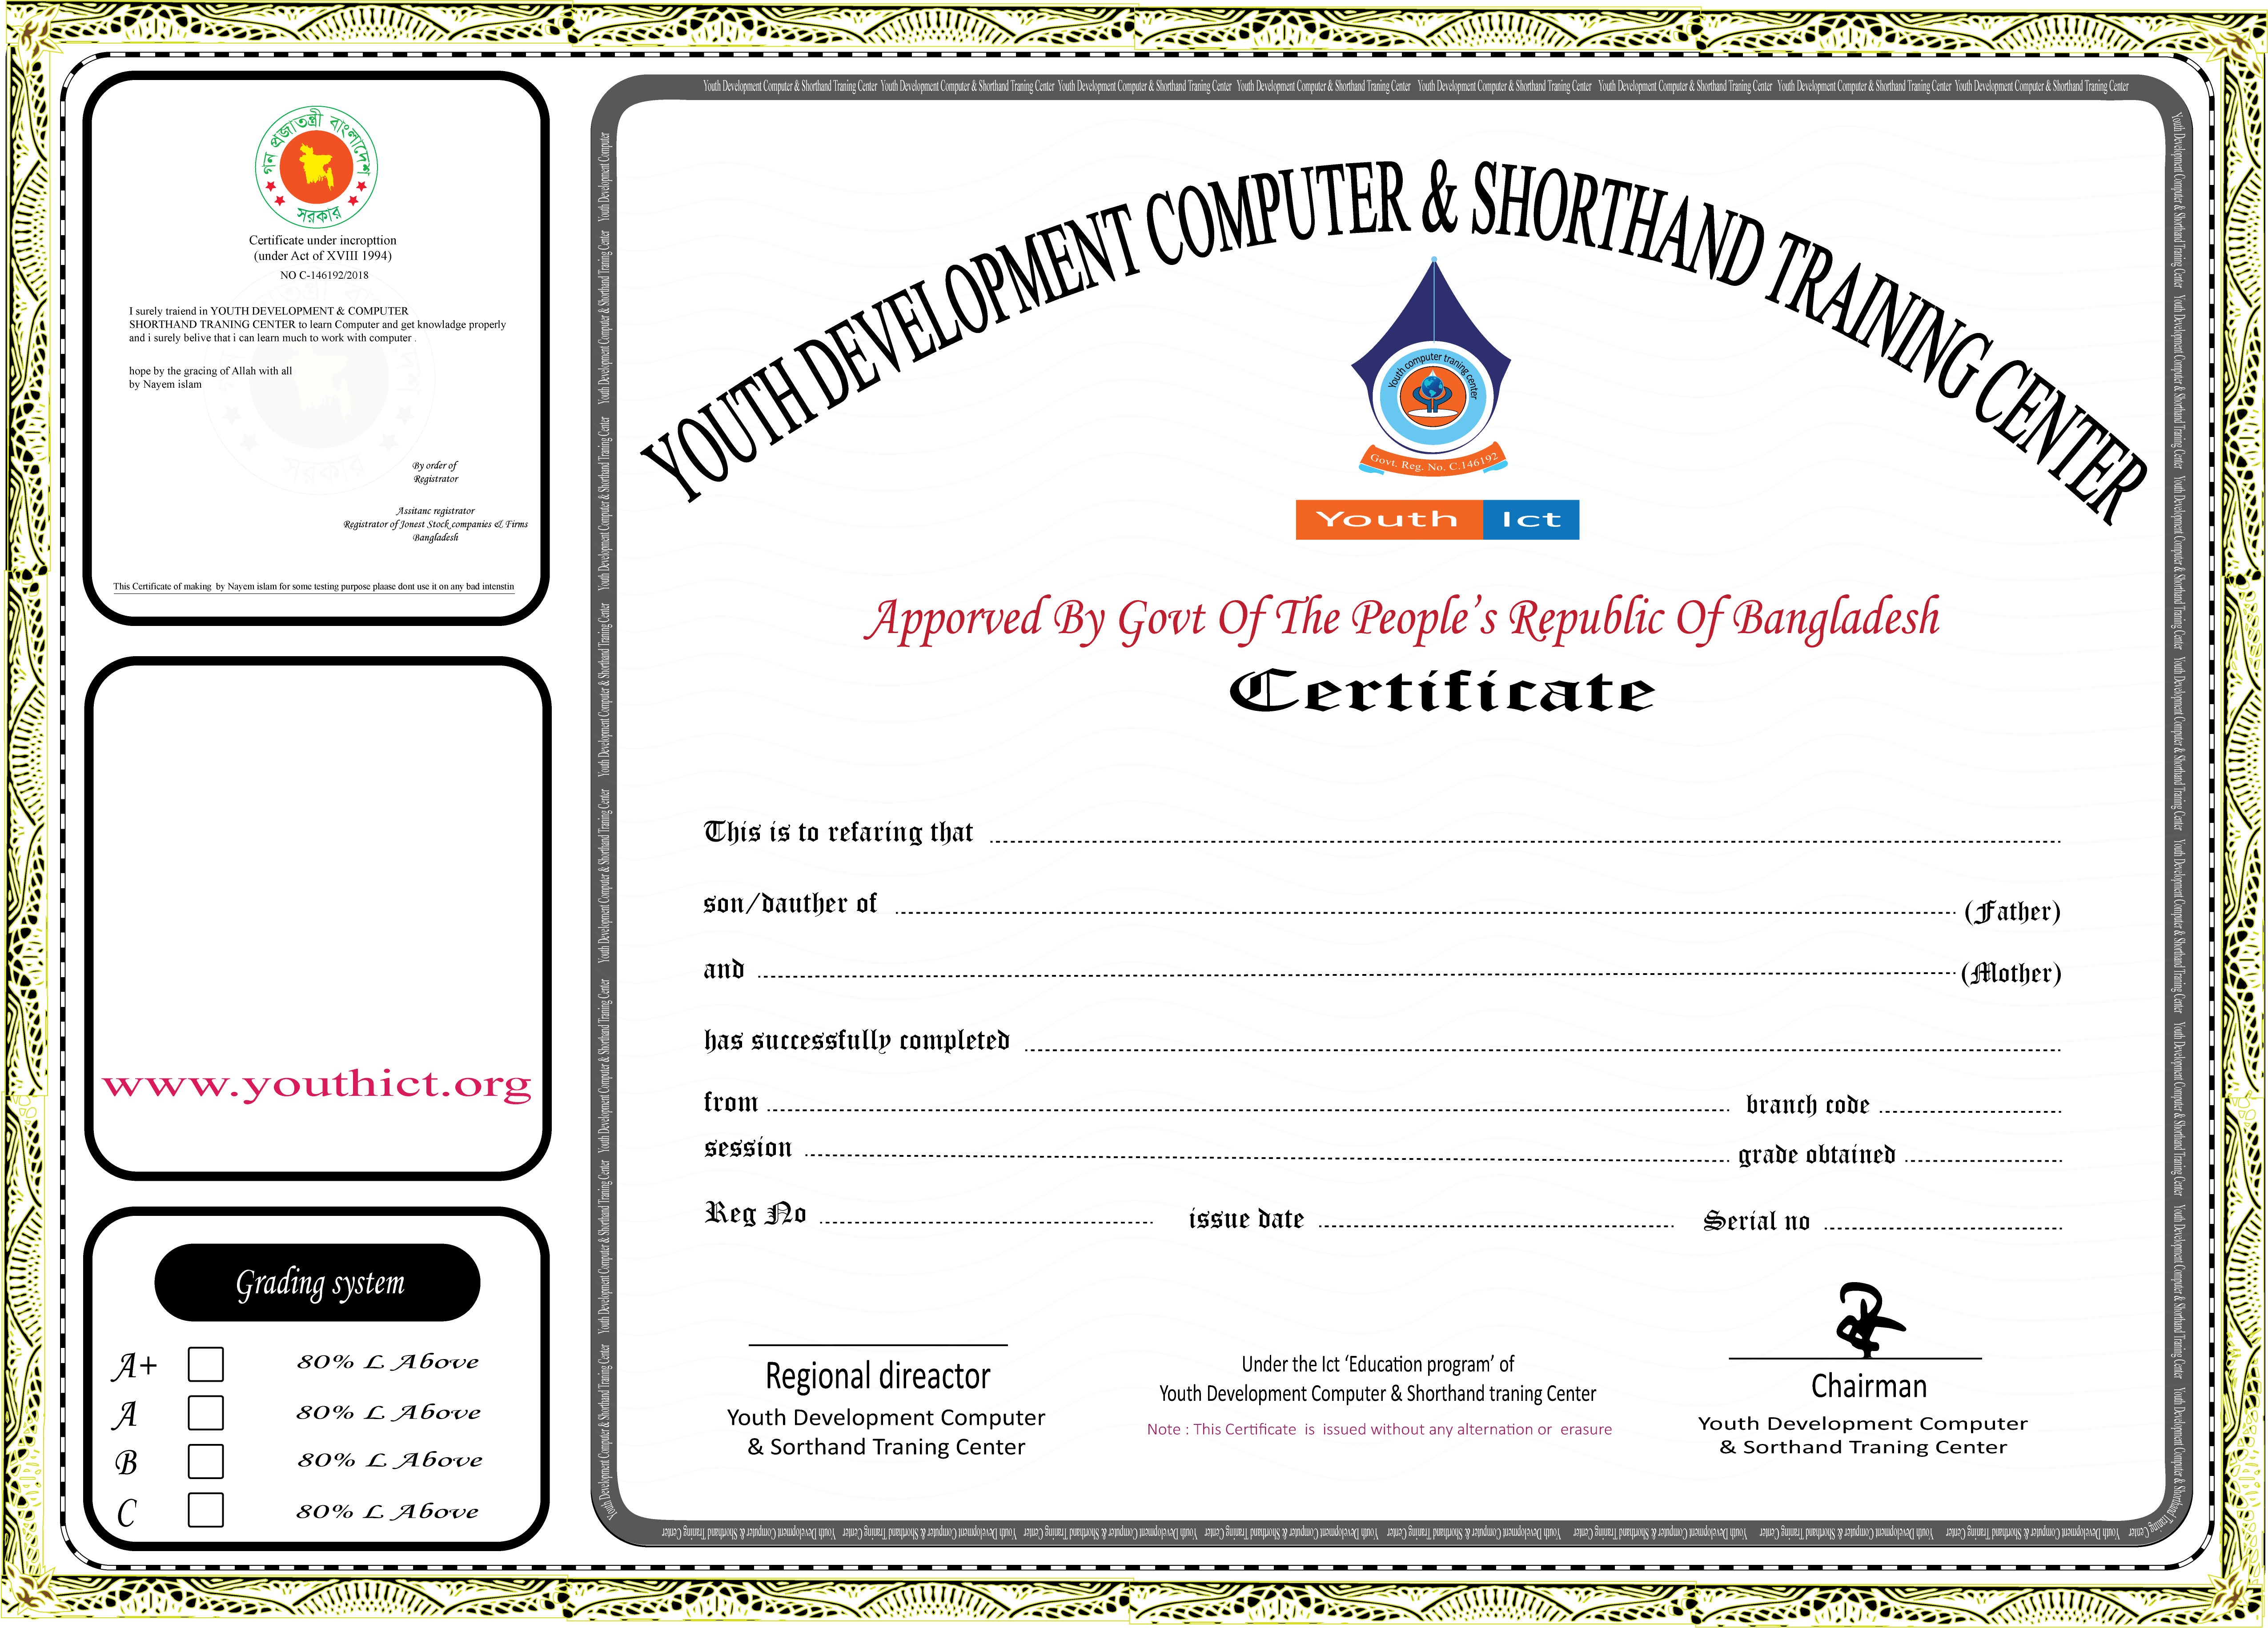 গন প্রজাতন্ত্রী বাংলাদেশ
সরকার
Certificate under incropttion
(under Act of XVIII 1994)
NO C-146192/2018
I surely traiend in YOUTH DEVELOPMENT & COMPUTER
SHORTHAND TRANING CENTER to learn Computer and get knowladge properly
and i surely belive that i can learn much to work with computer .
hope by the gracing of Allah with all
by Nayem islam
By order of
Registrator
Assitanc registrator
Registrator of Jonest Stock companies & Firms
Bangladesh
This Certificate of making by Nayem islam for some testing purpose plaase dont use it on any bad intenstin
www.youthict.org
Grading system
A+ 80% L Above
A 80% L Above
B 80% L Above
C 80% L Above
Youth Development Computer & Shorthand Traning Center Youth Development Computer & Shorthand Traning Center Youth Development Computer & Shorthand Traning Center Youth Development Computer & Shorthand Traning Center Youth Development Computer & Shorthand Traning Center Youth Development Computer & Shorthand Traning Center Youth Development Computer & Shorthand Traning Center Youth Development Computer & Shorthand Traning Center
YOUTH DEVELOPMENT COMPUTER & SHORTHAND TRAINING CENTER
Youth computer traning center
Govt. Reg. No. C.146192
Youth Ict
Apporved By Govt Of The People's Republic Of Bangladesh
Certificate
This is to refaring that
son/dauther of (Father)
and (Mother)
has successfully completed
from branch code
session grade obtained
Reg No issue date Serial no
Regional direactor
Youth Development Computer
& Sorthand Traning Center
Under the Ict ‘Education program’ of
Youth Development Computer & Shorthand traning Center
Note : This Certificate is issued without any alternation or erasure
Chairman
Youth Development Computer
& Sorthand Traning Center